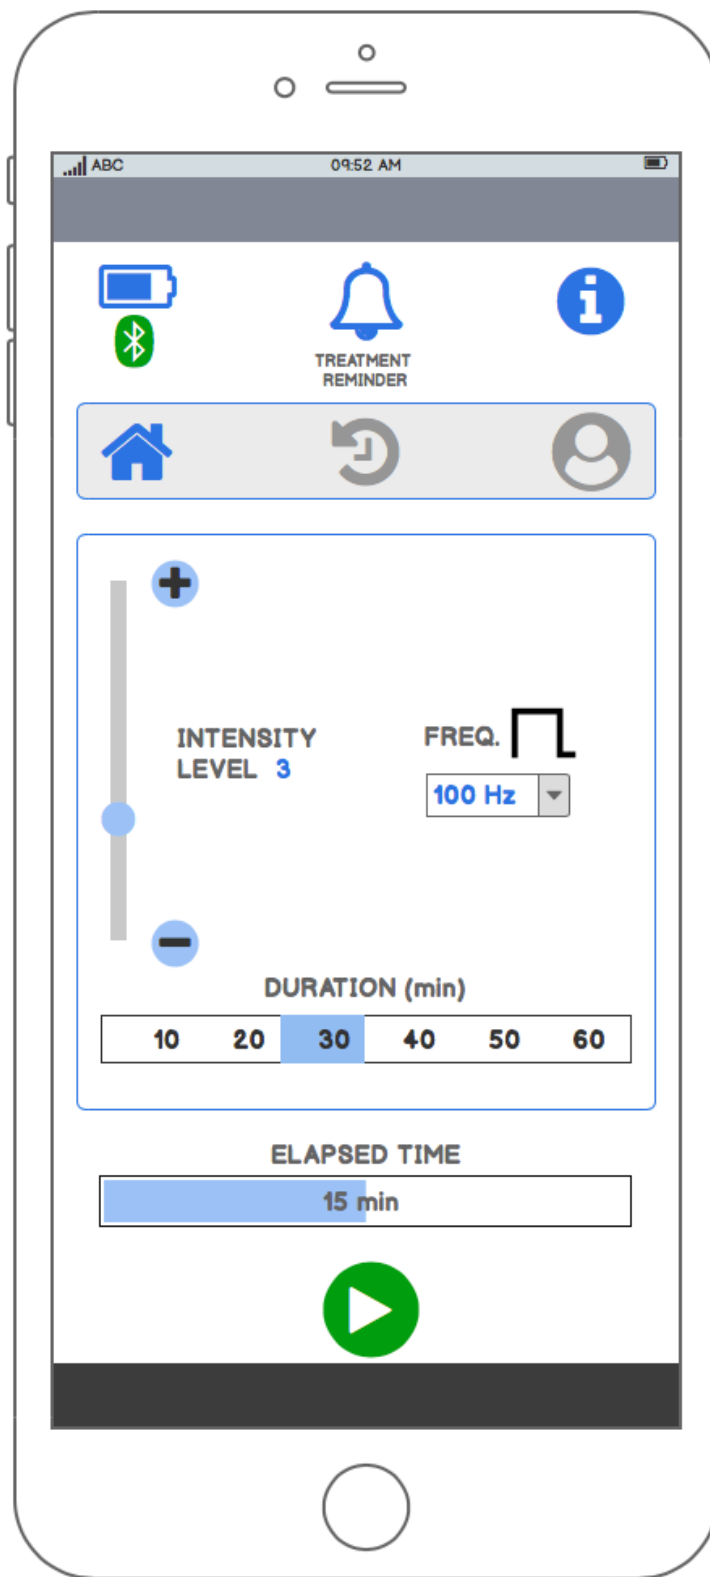 ABC 09:52 AM
TREATMENT
REMINDER
INTENSITY
LEVEL 3
FREQ.
100 Hz
DURATION (min)
10 20 30 40 50 60
ELAPSED TIME
15 min